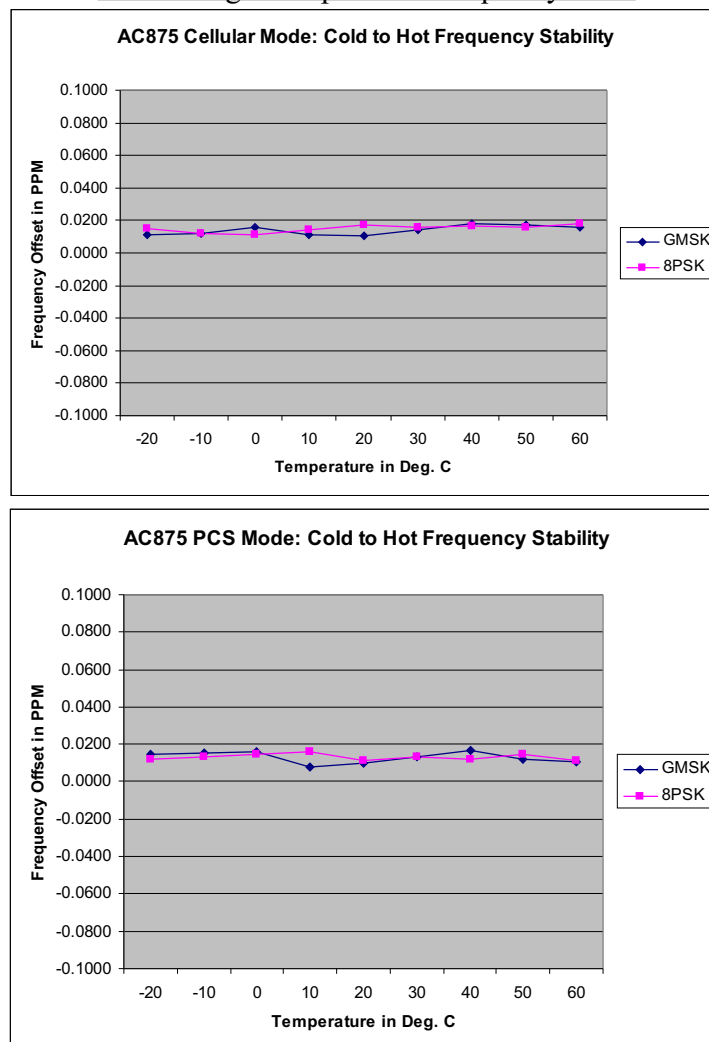 AC875 Cellular Mode: Cold to Hot Frequency Stability
0.1000
0.0800
0.0600
0.0400
0.0200
0.0000
-0.0200
-0.0400
-0.0600
-0.0800
-0.1000
Frequency Offset in PPM
-20 -10 0 10 20 30 40 50 60
Temperature in Deg. C
GMSK
8PSK
AC875 PCS Mode: Cold to Hot Frequency Stability
0.1000
0.0800
0.0600
0.0400
0.0200
0.0000
-0.0200
-0.0400
-0.0600
-0.0800
-0.1000
Frequency Offset in PPM
-20 -10 0 10 20 30 40 50 60
Temperature in Deg. C
GMSK
8PSK